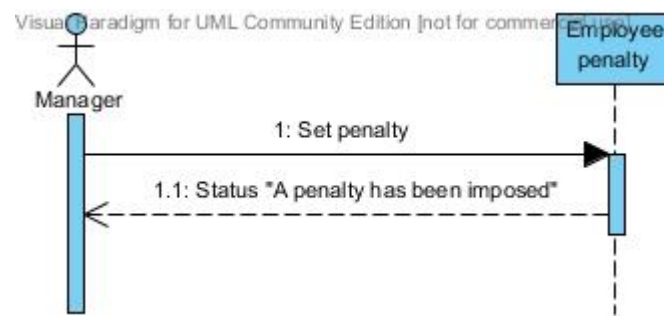 Visual Paradigm for UML Community Edition [not for commercial use]
Employee
penalty
Manager
1: Set penalty
1.1: Status "A penalty has been imposed"